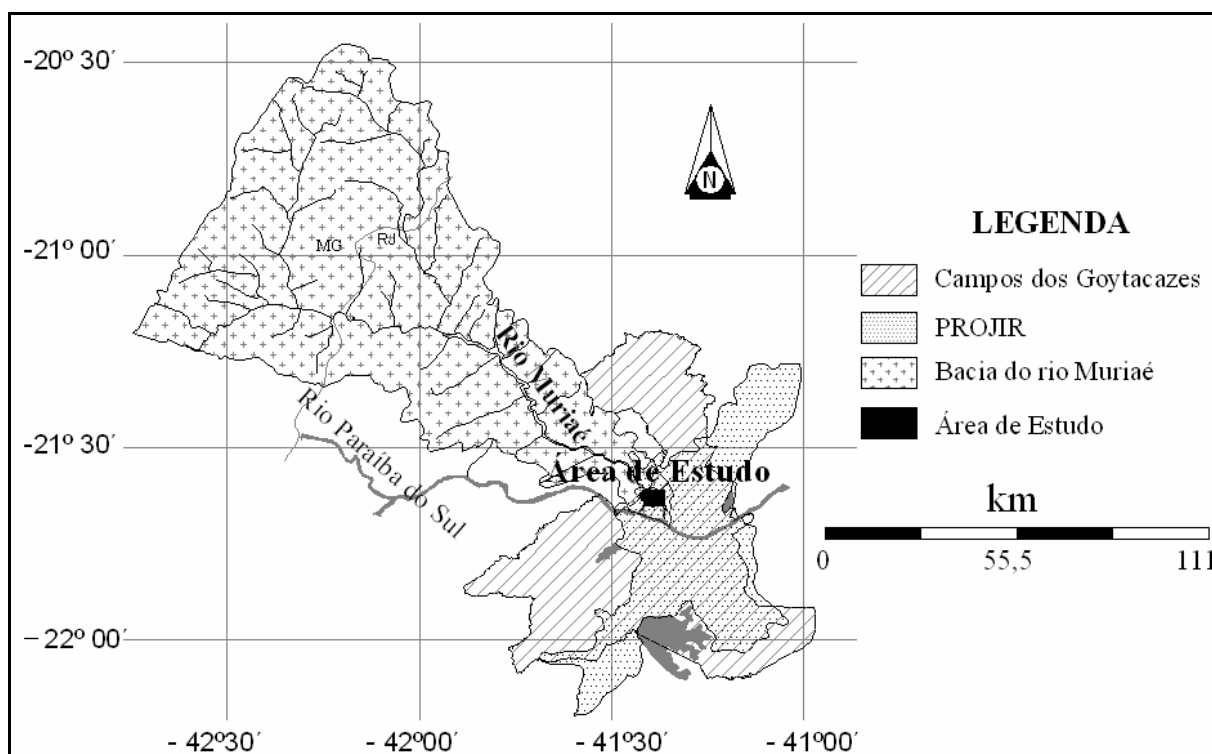 -20º 30´
-21º 00´
-21º 30´
-22º 00´
-42º30´
-42º 00´
-41º30´
-41º00´
MG
RJ
Rio Muriaé
Rio Paraíba do Sul
Área de Estudo
N
LEGENDA
Campos dos Goytacazes
PROJIR
Bacia do rio Muriaé
Área de Estudo
km
0
55,5
111